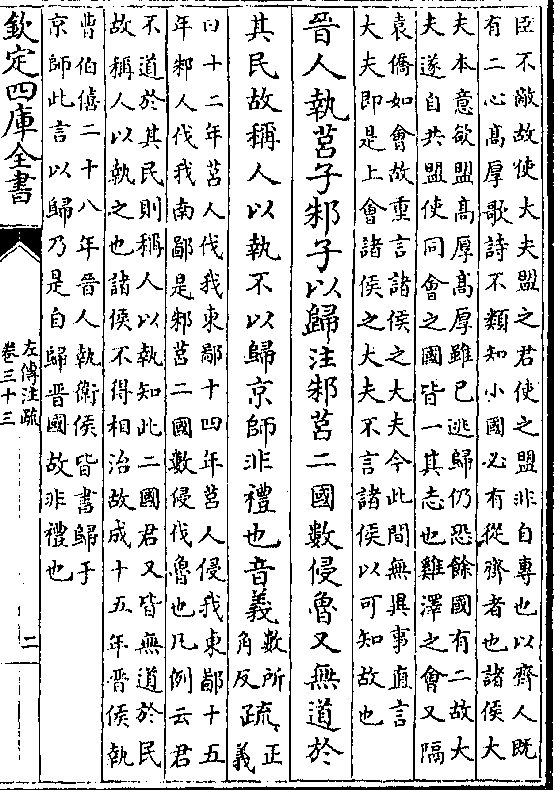 臣不敵故使大夫盟之君使之盟非自專也以齊人既
有二心高厚歌詩不類知小國必有從齊者也諸侯大
夫本意欲盟高厚高厚雖已逃歸仍恐餘國有二故大
夫遂自共盟使同會之國皆一其志也雞澤之會又隔
袁僑如會故重言諸侯之大夫今此間無異事直言
大夫即是上會諸侯之大夫不言諸侯以可知故也
晉人執莒子邾子以歸注邾莒二國數侵魯又無道於
其民故稱人以執不以歸京師非禮也音義數所角反疏正義
曰十二年莒人伐我東鄙十四年莒人侵我東鄙十五
年邾人伐我南鄙是邾莒二國數侵伐魯也凡例云君
不道於其民則稱人以執知此二國君又皆無道於民
故稱人以執之也諸侯不得相治故成十五年晉侯執
曹伯僖二十八年晉人執衛侯皆書歸于
京師此言以歸乃是自歸晉國故非禮也
欽定四庫全書
左傳注疏
卷三十三
二